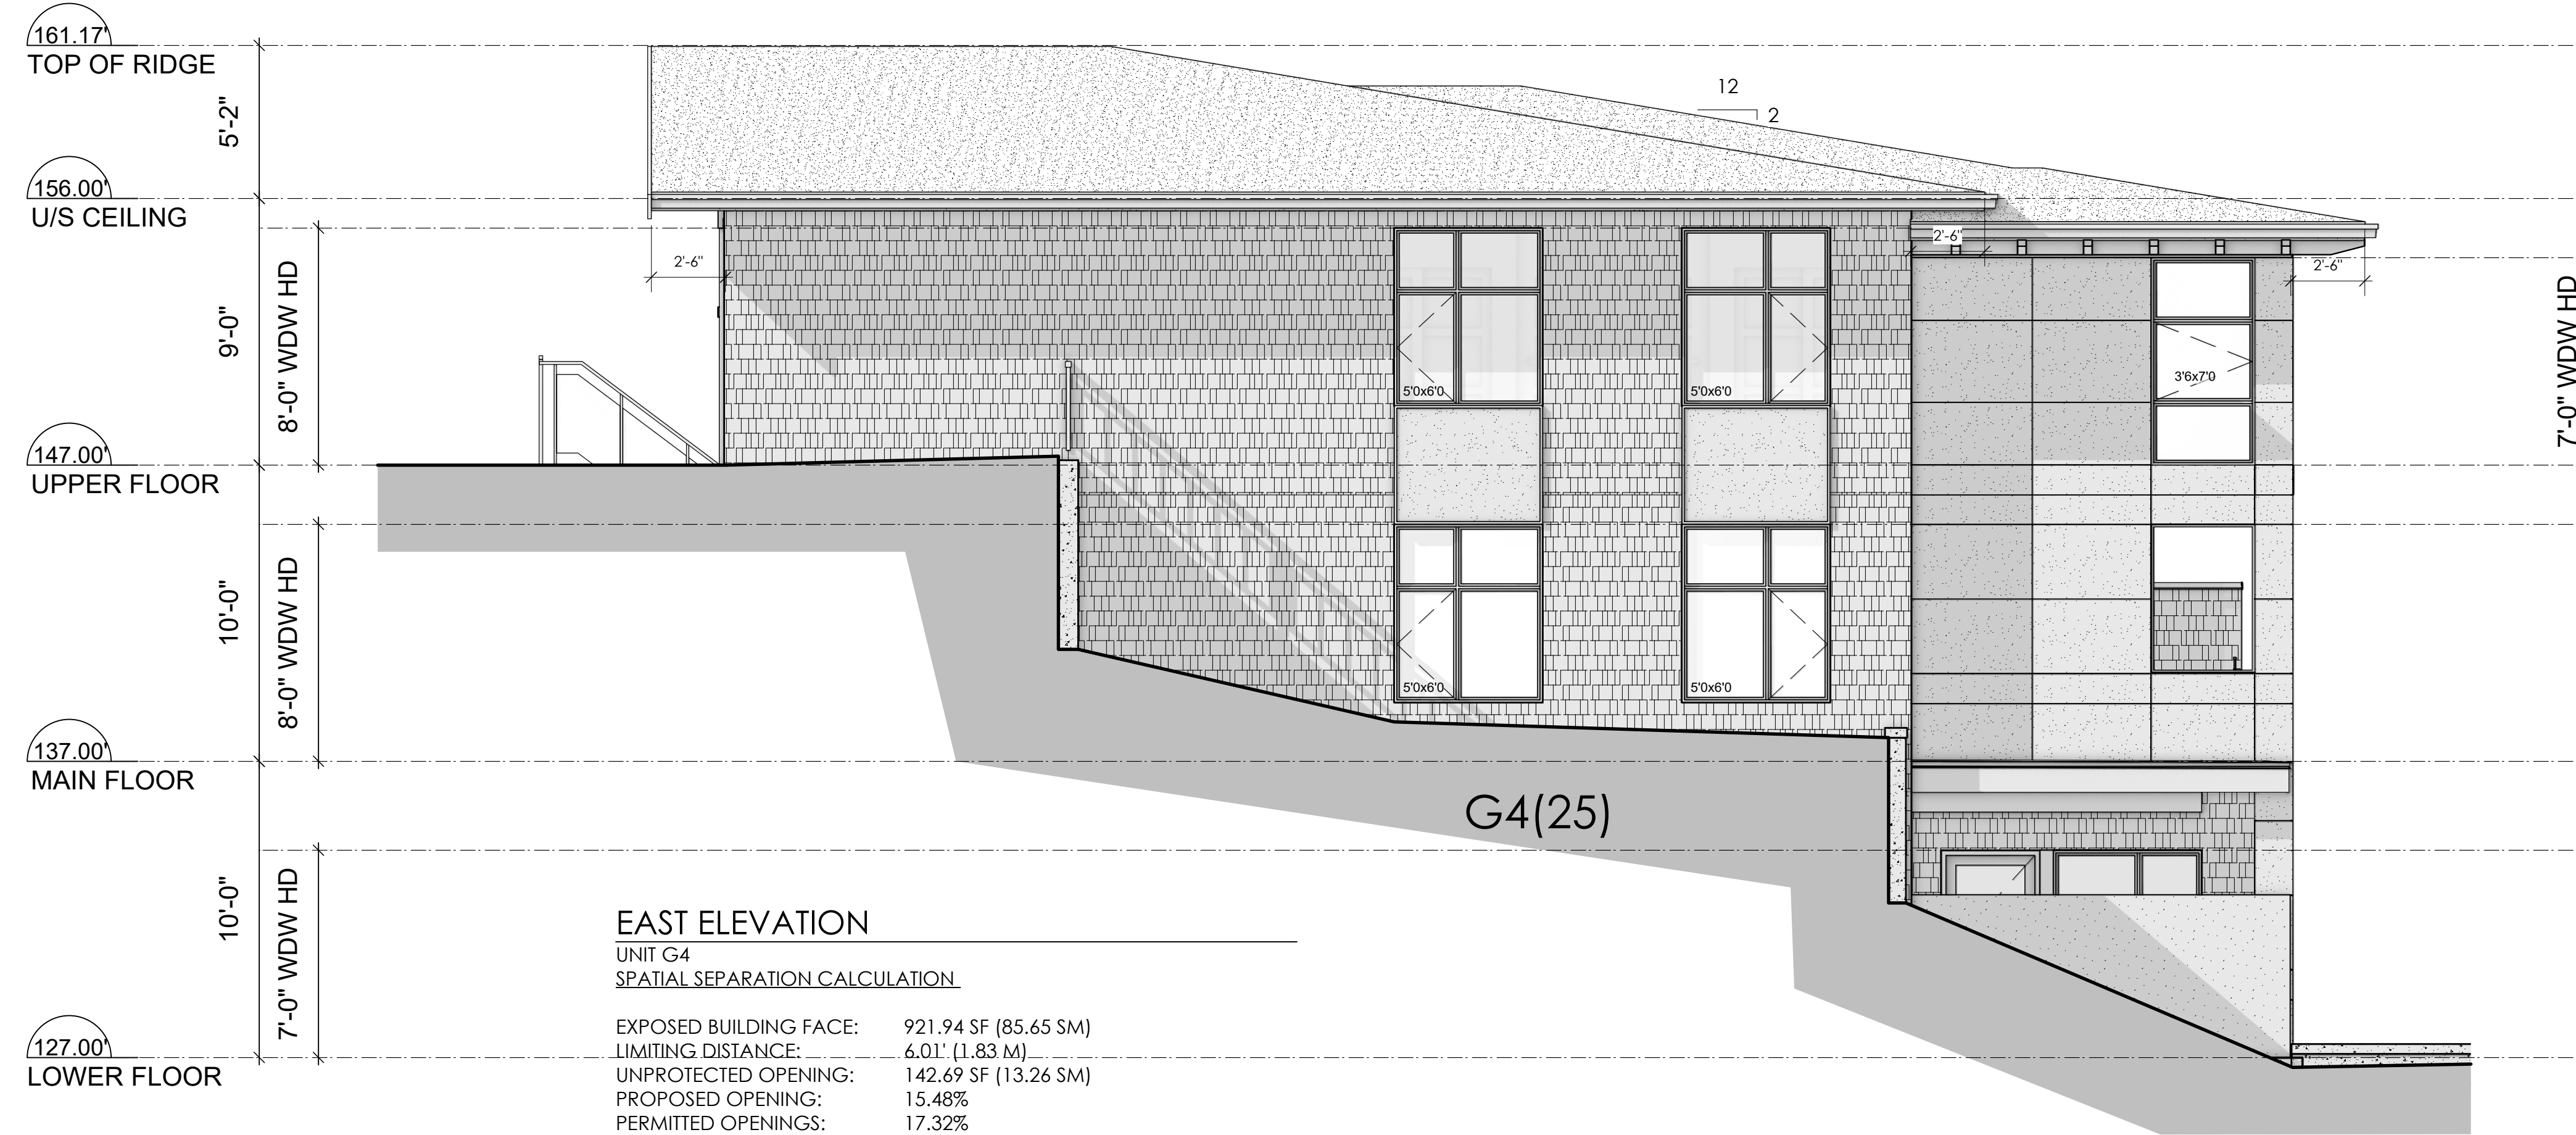 161.17'
TOP OF RIDGE
5'-2"
156.00'
U/S CEILING
9'-0"
8'-0" WDW HD
147.00'
UPPER FLOOR
10'-0"
8'-0" WDW HD
137.00'
MAIN FLOOR
10'-0"
7'-0" WDW HD
127.00'
LOWER FLOOR
12
2
2'-6"
2'-6"
2'-6"
5'0x6'0
5'0x6'0
3'6x7'0
5'0x6'0
5'0x6'0
7'-0" WDW HD
G4(25)
EAST ELEVATION
UNIT G4
SPATIAL SEPARATION CALCULATION
EXPOSED BUILDING FACE: 921.94 SF (85.65 SM)
LIMITING DISTANCE: 6.01' (1.83 M)
UNPROTECTED OPENING: 142.69 SF (13.26 SM)
PROPOSED OPENING: 15.48%
PERMITTED OPENINGS: 17.32%